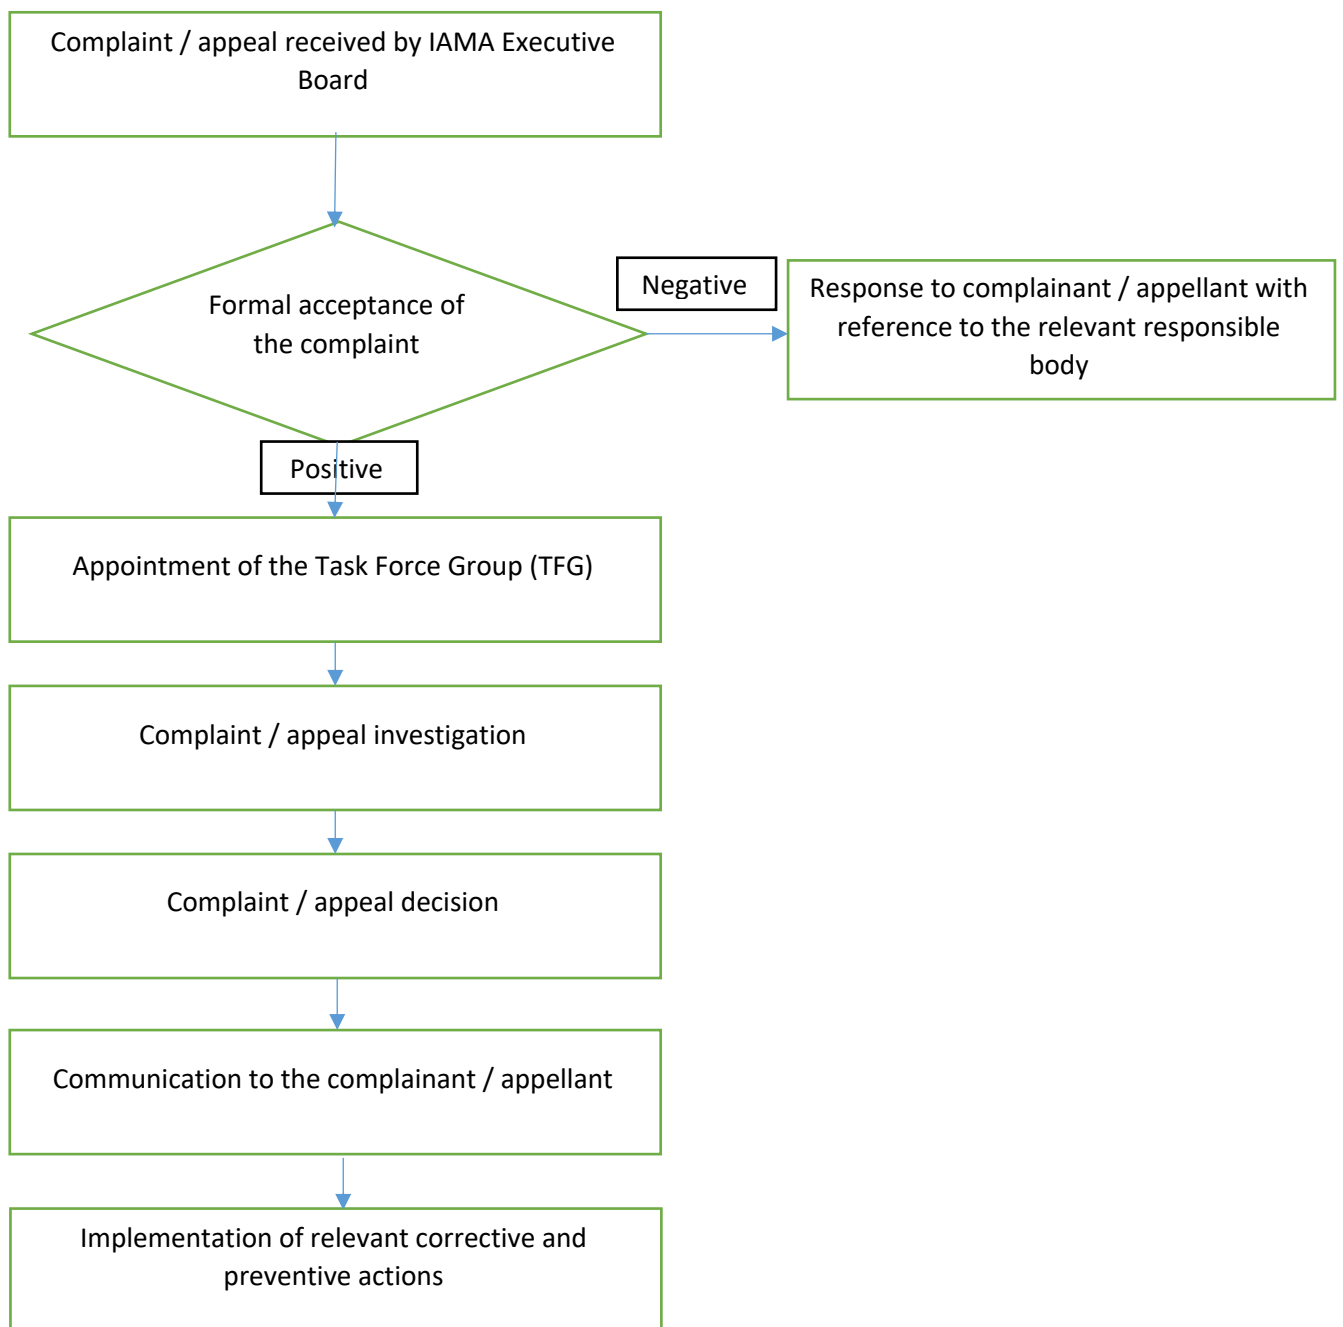 Complaint / appeal received by IAMA Executive
Board
Formal acceptance of
the complaint
Negative
Response to complainant / appellant with
reference to the relevant responsible
body
Positive
Appointment of the Task Force Group (TFG)
Complaint / appeal investigation
Complaint / appeal decision
Communication to the complainant / appellant
Implementation of relevant corrective and
preventive actions